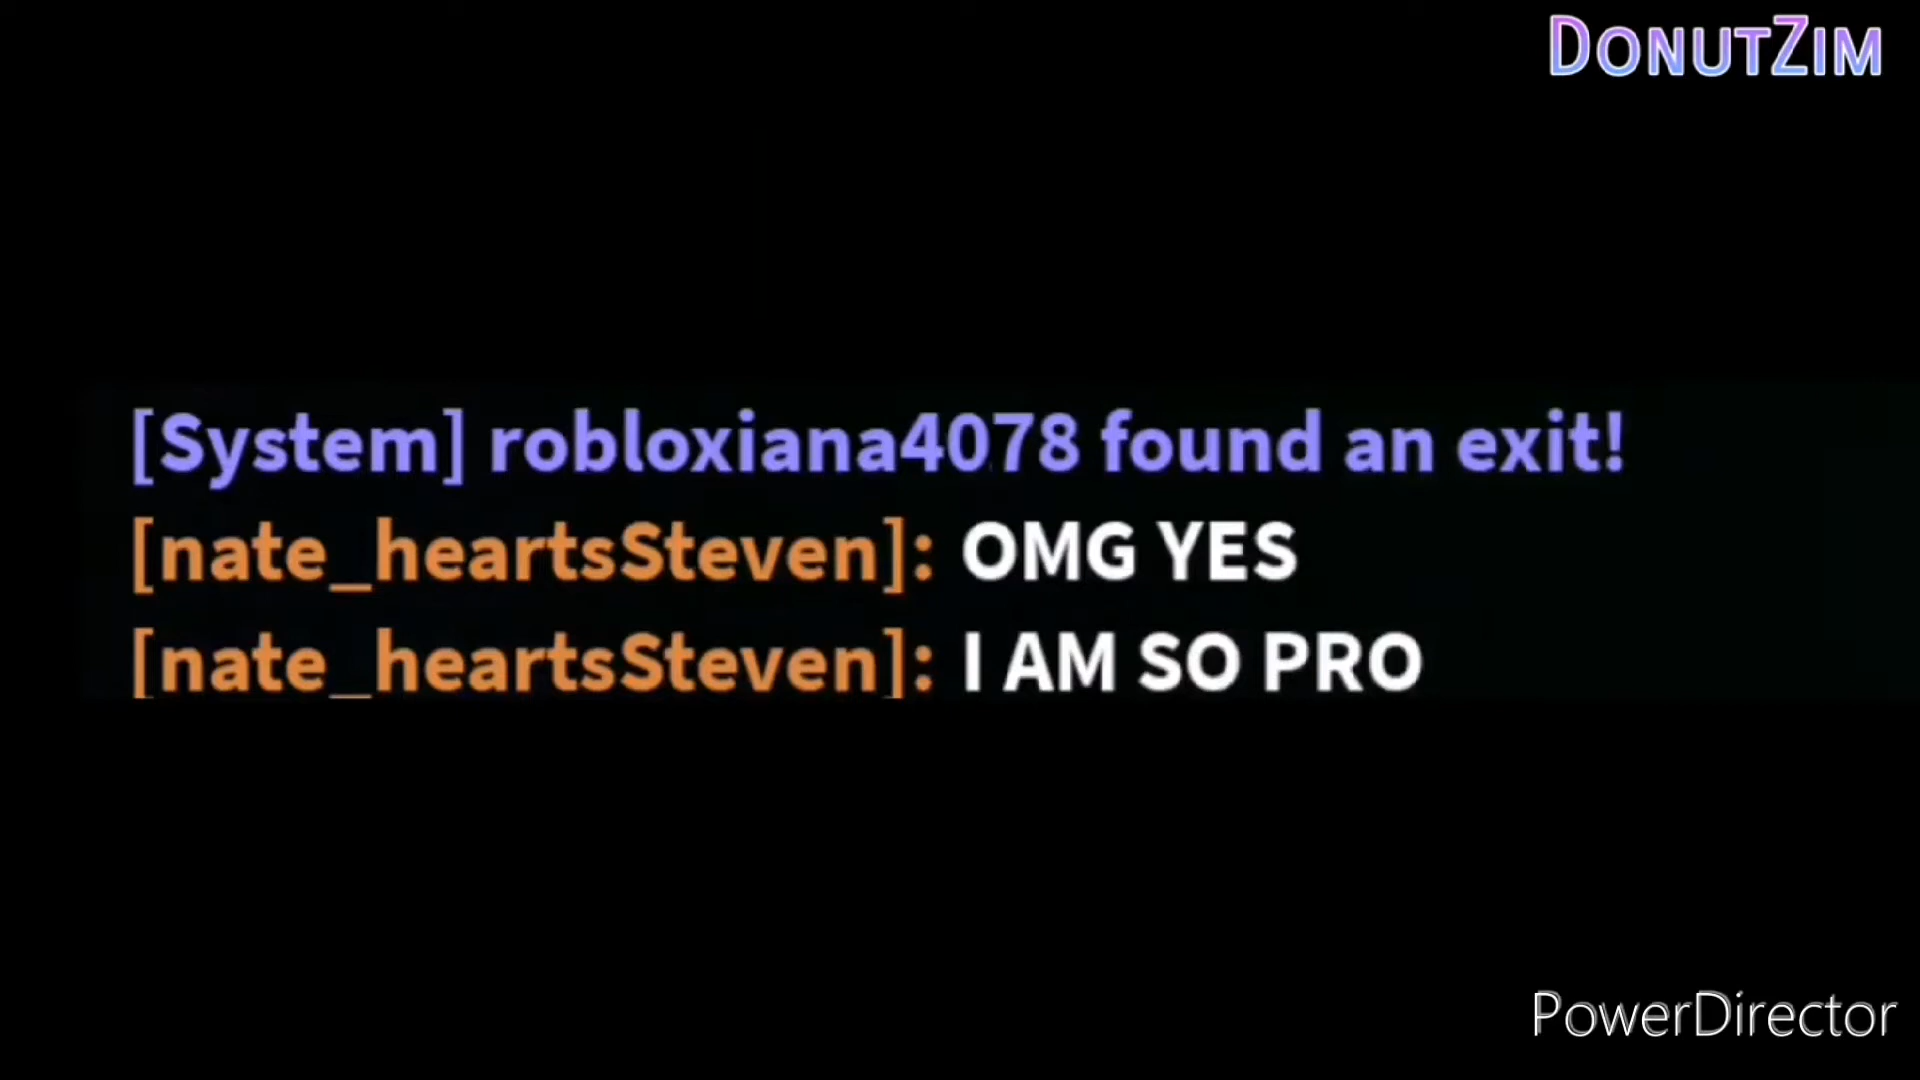 DonutZim
[System] robloxiana4078 found an exit!
[nate_heartsSteven]: OMG YES
[nate_heartsSteven]: I AM SO PRO
PowerDirector